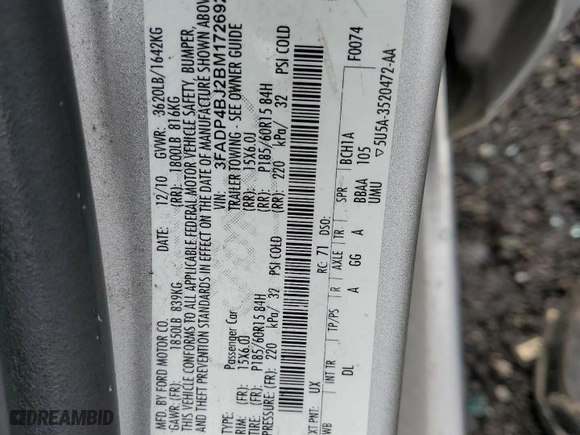 MFD. BY FORD MOTOR CO.
DATE: 12/10 GVWR: 3620LB/1642KG
GAWR:(FR): 1850LB 839KG (RR): 1800LB 816KG
THIS VEHICLE CONFORMS TO ALL APPLICABLE FEDERAL MOTOR VEHICLE SAFETY, BUMPER,
AND THEFT PREVENTION STANDARDS IN EFFECT ON THE DATE OF MANUFACTURE SHOWN ABOVE
VIN: 3FADP4BJ2BM17269
TYPE: Passenger Car TRAILER TOWING - SEE OWNER GUIDE
RIM: (FR): 15X6.0J (RR): 15X6.0J
TIRE: (FR): P185/60R15 84H (RR): P185/60R15 84H
PRESSURE: (FR): 220 kPa/ 32 PSI COLD (RR): 220 kPa/ 32 PSI COLD
EXT PNT: UX RC: 71 DSO: F0074
WB INT TR TP/PS R AXLE TR SPR BCH1A
DL A GG A BBAA 105
UMU
▽5U5A-3520472-AA
DREAMBID